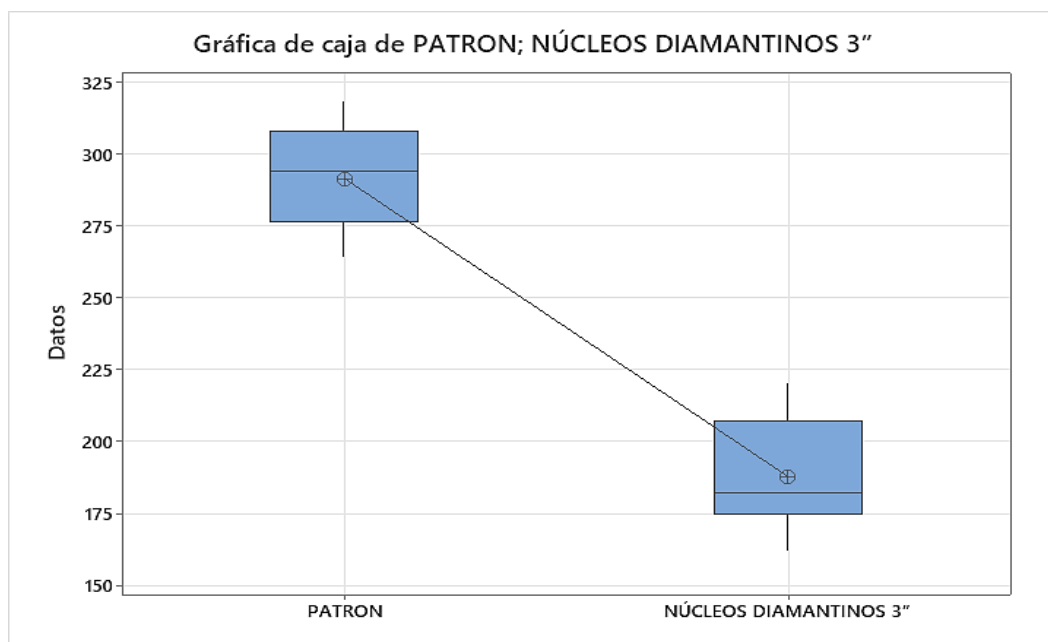 Gráfica de caja de PATRON; NÚCLEOS DIAMANTINOS 3”
Datos
325
300
275
250
225
200
175
150
PATRON
NÚCLEOS DIAMANTINOS 3”